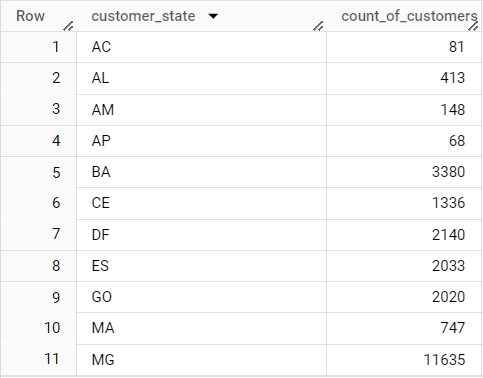 Row customer_state count_of_customers
1 AC 81
2 AL 413
3 AM 148
4 AP 68
5 BA 3380
6 CE 1336
7 DF 2140
8 ES 2033
9 GO 2020
10 MA 747
11 MG 11635